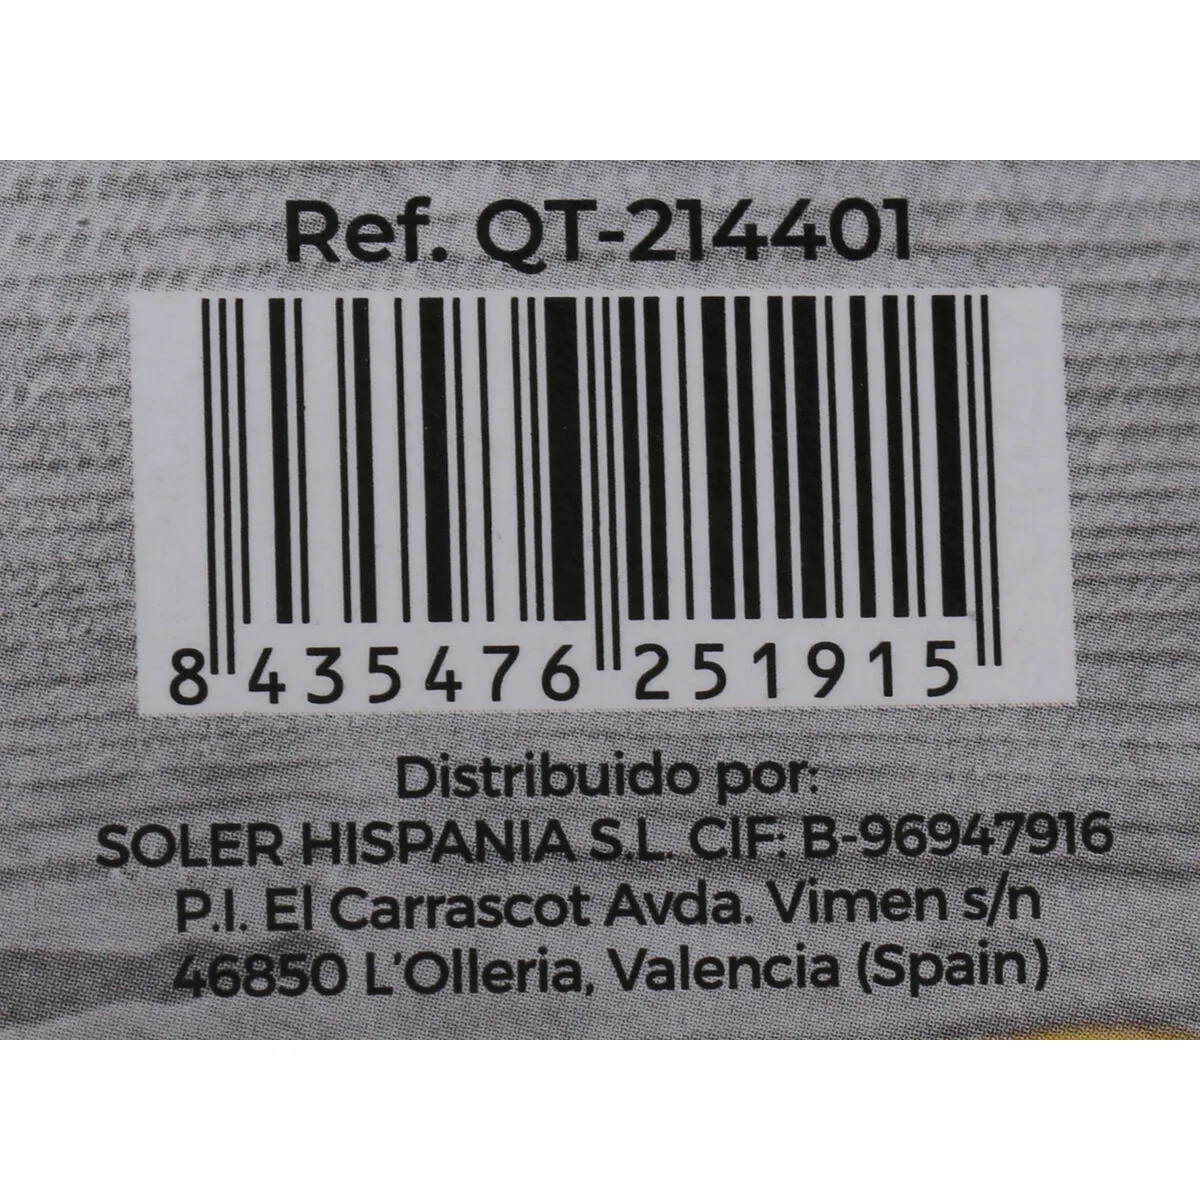 Ref. QT-214401
8 435476 251915
Distribuido por:
SOLER HISPANIA S.L. CIF: B-96947916
P.I. El Carrascot Avda. Vimen s/n
46850 L'Olleria, Valencia (Spain)